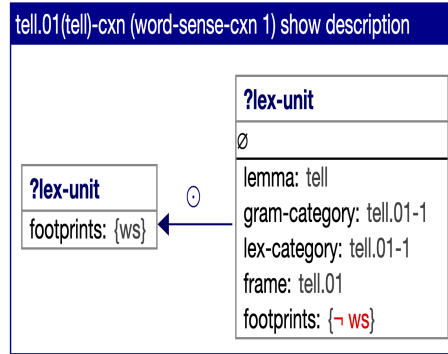 tell.01(tell)-cxn (word-sense-cxn 1) show description
?lex-unit
footprints: {ws}
⊙
?lex-unit
∅
lemma: tell
gram-category: tell.01-1
lex-category: tell.01-1
frame: tell.01
footprints: {¬ ws}